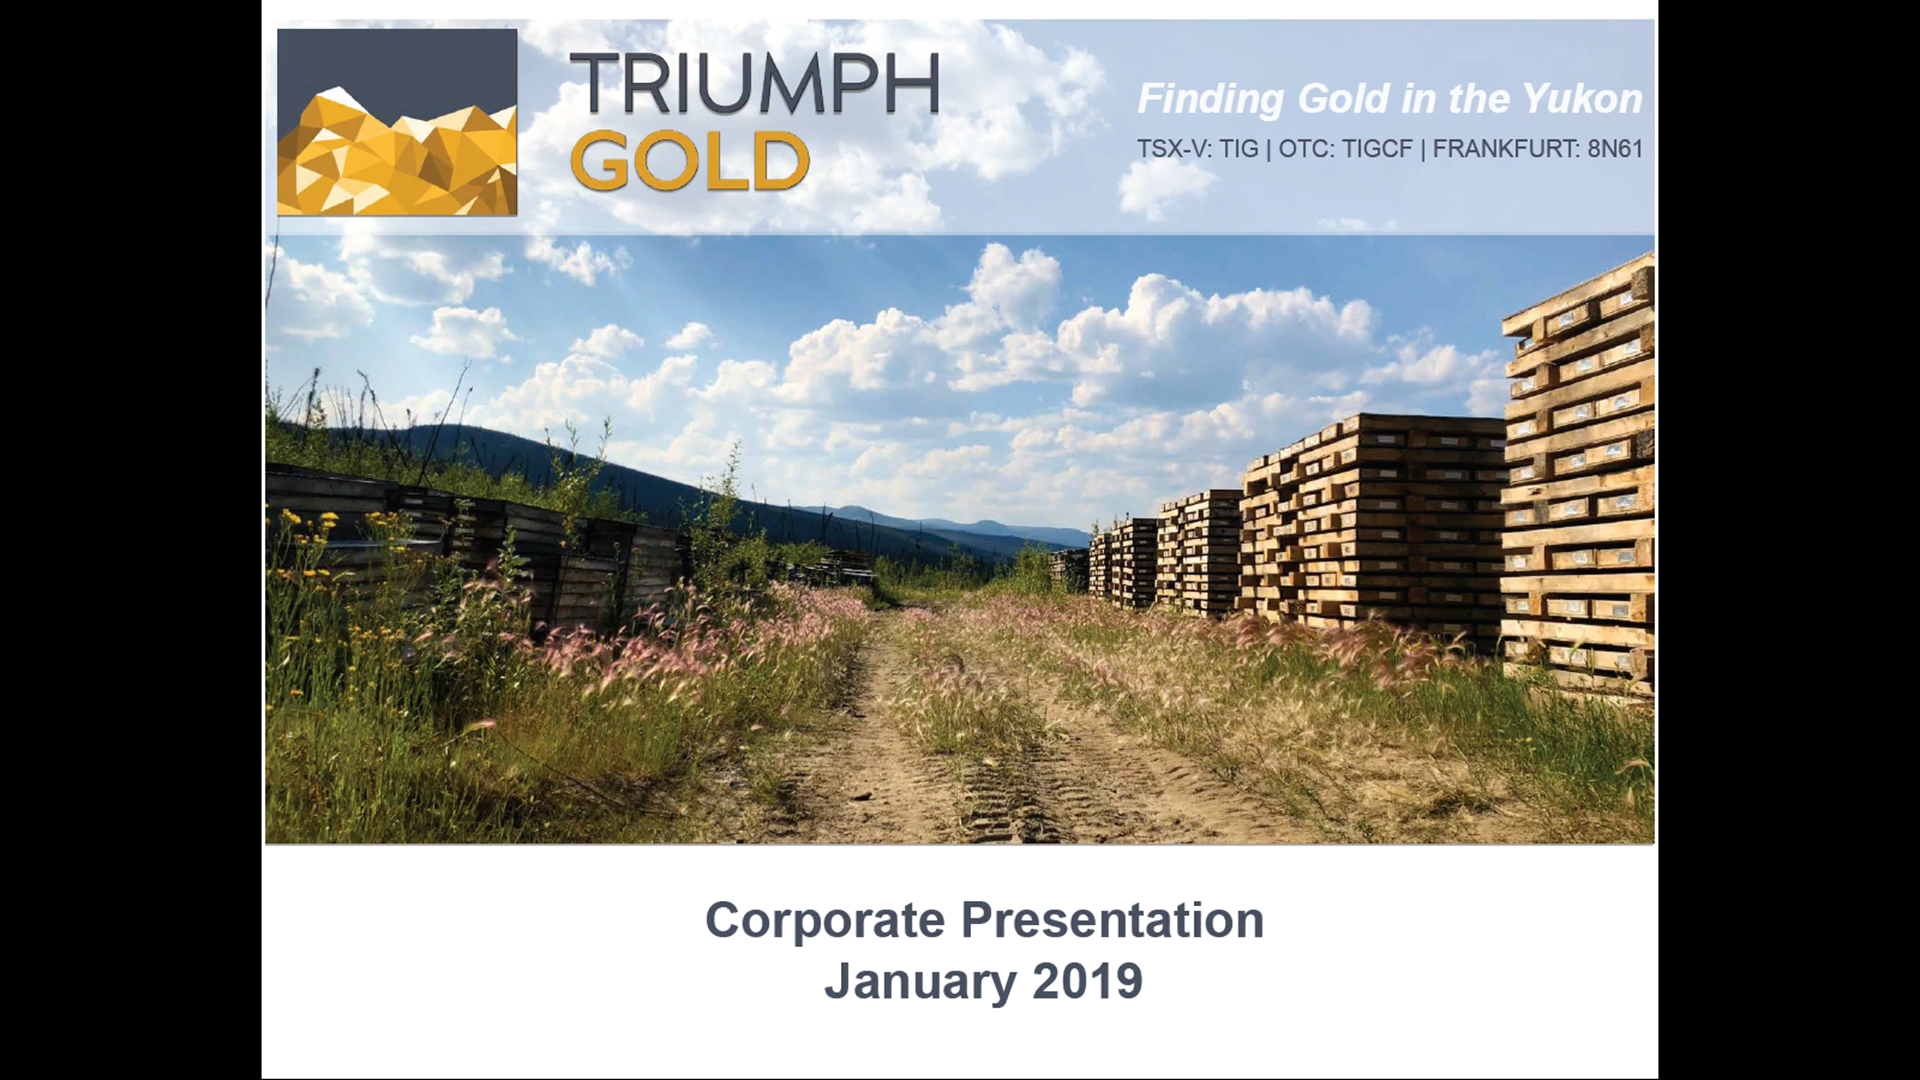 TRIUMPH
GOLD
Finding Gold in the Yukon
TSX-V: TIG | OTC: TIGCF | FRANKFURT: 8N61
Corporate Presentation
January 2019